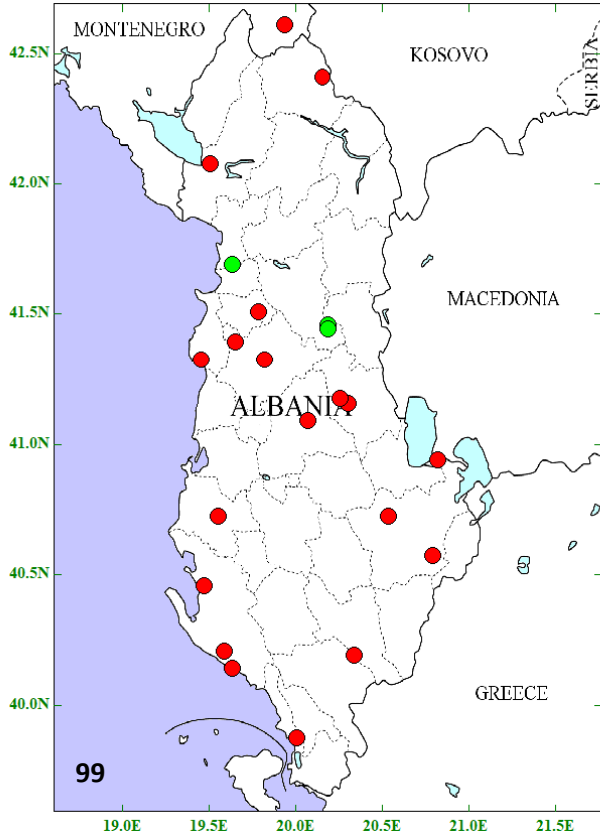 MONTENEGRO
KOSOVO
SERBIA
42.5N
42.0N
41.5N
MACEDONIA
ALBANIA
41.0N
40.5N
40.0N
GREECE
99
19.0E 19.5E 20.0E 20.5E 21.0E 21.5E